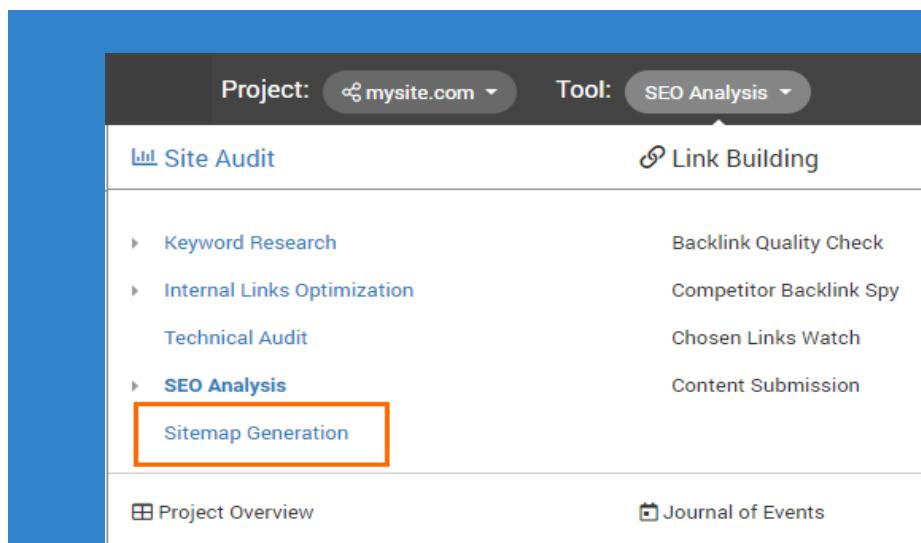 Project: mysite.com Tool: SEO Analysis
Site Audit Link Building
Keyword Research Backlink Quality Check
Internal Links Optimization Competitor Backlink Spy
Technical Audit Chosen Links Watch
SEO Analysis Content Submission
Sitemap Generation
Project Overview Journal of Events